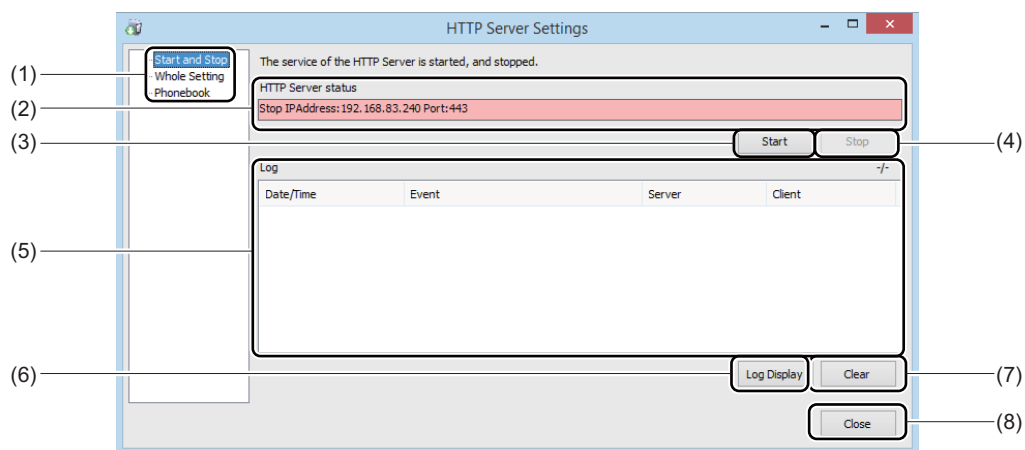 HTTP Server Settings
(1)
Start and Stop
Whole Setting
Phonebook
The service of the HTTP Server is started, and stopped.
(2)
HTTP Server status
Stop IPAddress:192.168.83.240 Port:443
(3)
Start
Stop
(4)
Log
-/-
Date/Time
Event
Server
Client
(5)
(6)
Log Display
Clear
(7)
Close
(8)